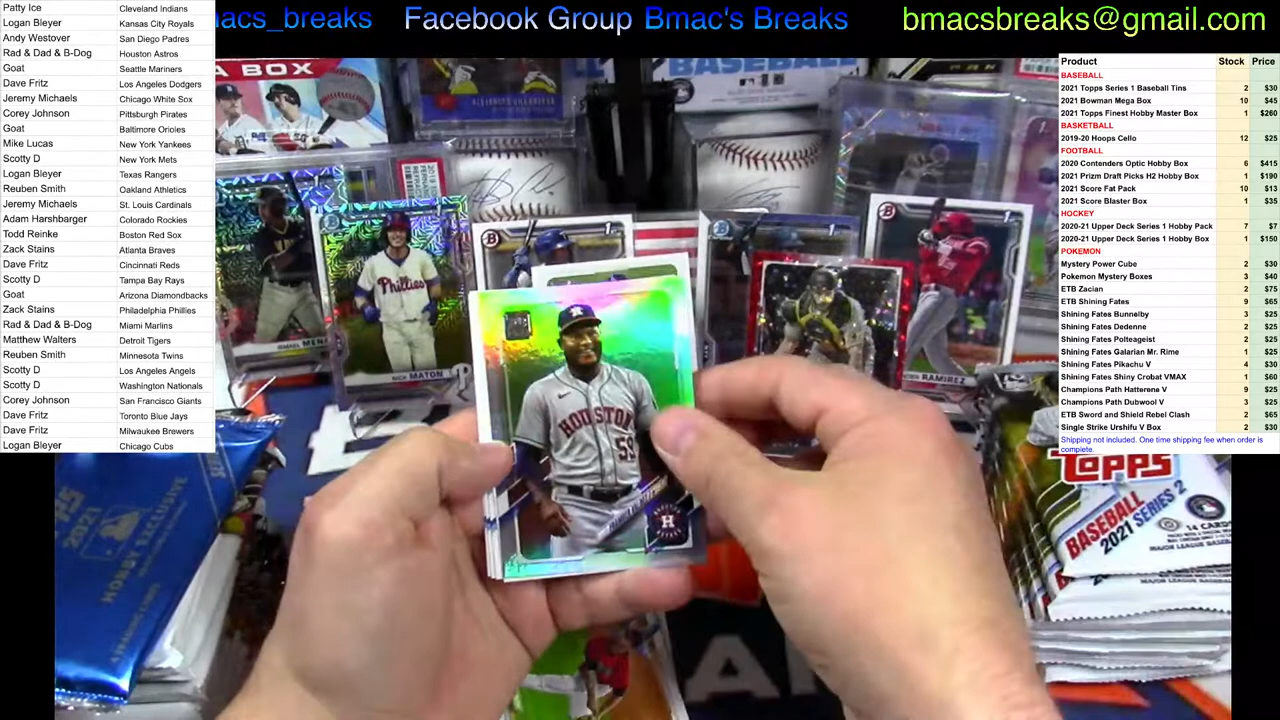 acs_breaks Facebook Group Bmac's Breaks bmacsbreaks@gmail.com
Patty Ice Cleveland Indians
Logan Bleyer Kansas City Royals
Andy Westover San Diego Padres
Rad & Dad & B-Dog Houston Astros
Goat Seattle Mariners
Dave Fritz Los Angeles Dodgers
Jeremy Michaels Chicago White Sox
Corey Johnson Pittsburgh Pirates
Goat Baltimore Orioles
Mike Lucas New York Yankees
Scotty D New York Mets
Logan Bleyer Texas Rangers
Reuben Smith Oakland Athletics
Jeremy Michaels St. Louis Cardinals
Adam Harshbarger Colorado Rockies
Todd Reinke Boston Red Sox
Zack Stains Atlanta Braves
Dave Fritz Cincinnati Reds
Scotty D Tampa Bay Rays
Goat Arizona Diamondbacks
Zack Stains Philadelphia Phillies
Rad & Dad & B-Dog Miami Marlins
Matthew Walters Detroit Tigers
Reuben Smith Minnesota Twins
Scotty D Los Angeles Angels
Scotty D Washington Nationals
Corey Johnson San Francisco Giants
Dave Fritz Toronto Blue Jays
Dave Fritz Milwaukee Brewers
Logan Bleyer Chicago Cubs
Product Stock Price
BASEBALL
2021 Topps Series 1 Baseball Tins 2 $30
2021 Bowman Mega Box 10 $45
2021 Topps Finest Hobby Master Box 1 $260
BASKETBALL
2019-20 Hoops Cello 12 $25
FOOTBALL
2020 Contenders Optic Hobby Box 6 $415
2021 Prizm Draft Picks H2 Hobby Box 1 $190
2021 Score Fat Pack 10 $13
2021 Score Blaster Box 1 $35
HOCKEY
2020-21 Upper Deck Series 1 Hobby Pack 7 $7
2020-21 Upper Deck Series 1 Hobby Box 1 $150
POKEMON
Mystery Power Cube 2 $30
Pokemon Mystery Boxes 3 $40
ETB Zacian 2 $75
ETB Shining Fates 9 $65
Shining Fates Bunnelby 3 $25
Shining Fates Dedenne 2 $25
Shining Fates Polteageist 2 $25
Shining Fates Galarian Mr. Rime 1 $25
Shining Fates Pikachu V 4 $30
Shining Fates Shiny Crobat VMAX 1 $60
Champions Path Hatterene V 9 $25
Champions Path Dubwool V 3 $25
ETB Sword and Shield Rebel Clash 2 $65
Single Strike Urshifu V Box 2 $30
Shipping not included. One time shipping fee when order is
complete.
A BOX
BASEBALL
Phillies
NICK MATON
RAMIREZ
HOUSTON
59
H
2021
HOBBY EXCLUSIVE
TOPPS
BASEBALL
2021 SERIES 2
14 CARDS